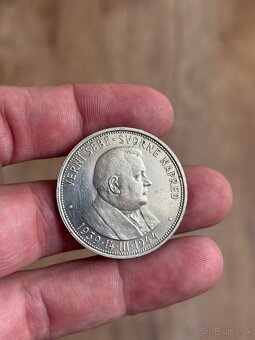 VERNÍ SEBE · SVORNE NAPRED
1939 · 14 · III · 1944
Bazos.sk